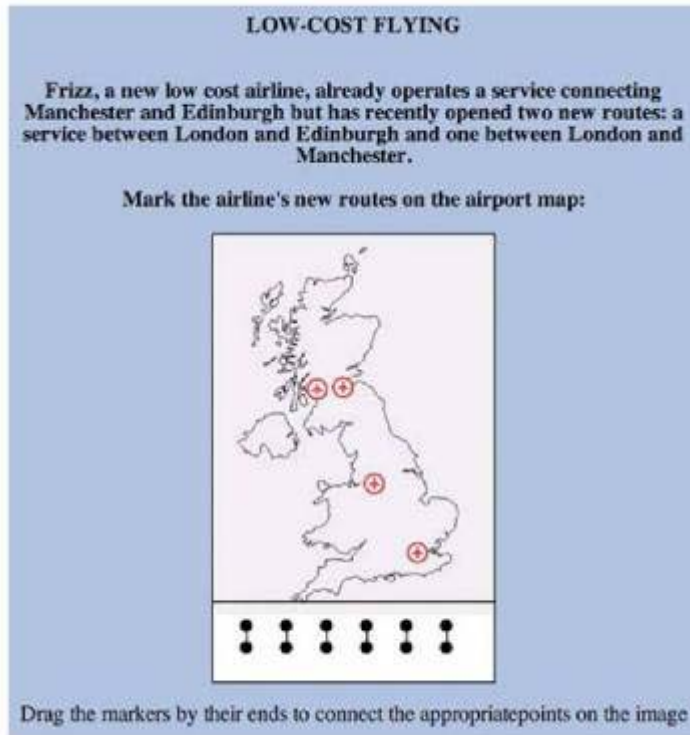 LOW-COST FLYING
Frizz, a new low cost airline, already operates a service connecting
Manchester and Edinburgh but has recently opened two new routes: a
service between London and Edinburgh and one between London and
Manchester.
Mark the airline's new routes on the airport map:
Drag the markers by their ends to connect the appropriatepoints on the image